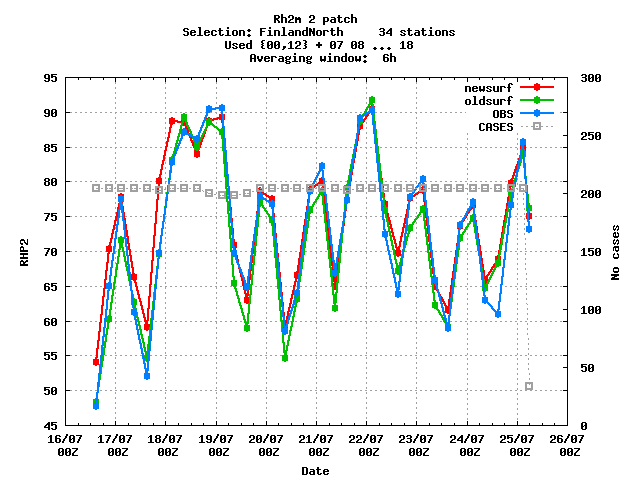 Rh2m 2 patch
Selection: FinlandNorth 34 stations
Used {00,12} + 07 08 ... 18
Averaging window: 6h
newsurf
oldsurf
OBS
CASES
RHP2
95
90
85
80
75
70
65
60
55
50
45
300
250
200
150
100
50
0
No cases
16/07 17/07 18/07 19/07 20/07 21/07 22/07 23/07 24/07 25/07 26/07
00Z 00Z 00Z 00Z 00Z 00Z 00Z 00Z 00Z 00Z 00Z
Date